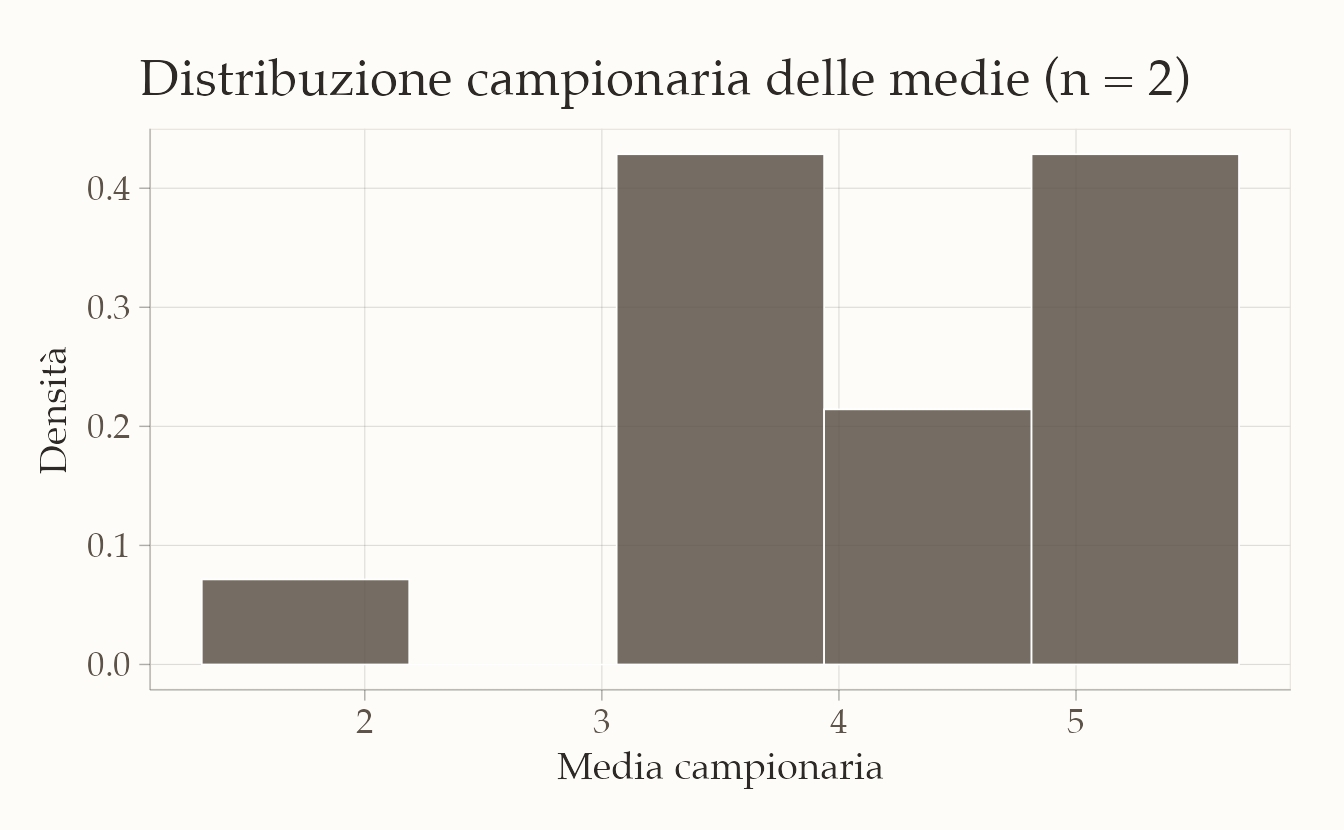 Distribuzione campionaria delle medie (n = 2)
0.4
0.3
0.2
0.1
0.0
Densità
2 3 4 5
Media campionaria